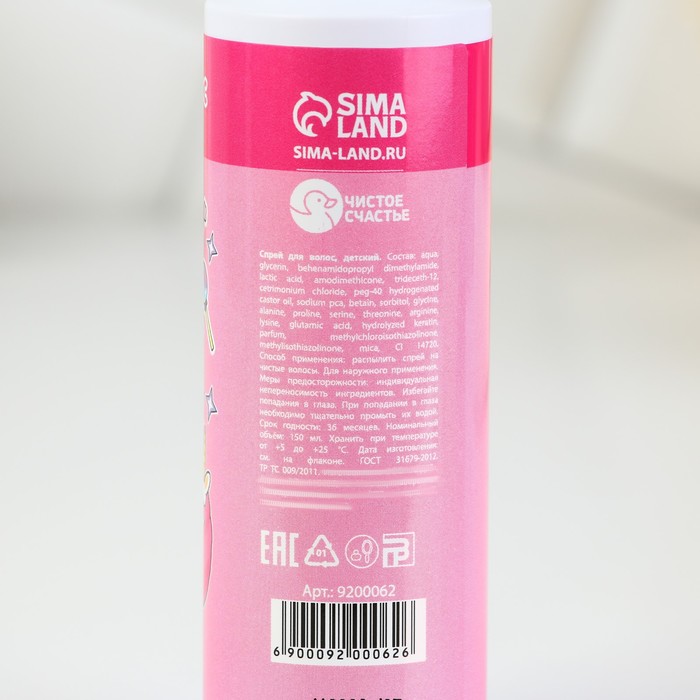 SIMA
LAND
SIMA-LAND.RU
ЧИСТОЕ
СЧАСТЬЕ
Спрей для волос, детский. Состав: aqua,
glycerin, behenamidopropyl dimethylamide,
lactic acid, amodimethicone, trideceth-12,
cetrimonium chloride, peg-40 hydrogenated
castor oil, sodium pca, betain, sorbitol, glycine,
alanine, proline, serine, threonine, arginine,
lysine, glutamic acid, hydrolyzed keratin,
parfum, methylchloroisothiazolinone,
methylisothiazolinone, mica, CI 14720.
Способ применения: распылить спрей на
чистые волосы. Для наружного применения.
Меры предосторожности: индивидуальная
непереносимость ингредиентов. Избегайте
попадания в глаза. При попадании в глаза
необходимо тщательно промыть их водой.
Срок годности: 36 месяцев. Номинальный
объём: 150 мл. Хранить при температуре
от +5 до +25 °С. Дата изготовления:
см. на флаконе. ГОСТ 31679-2012.
ТР ТС 009/2011.
EAC 01
Арт.: 9200062
6 900092 000626